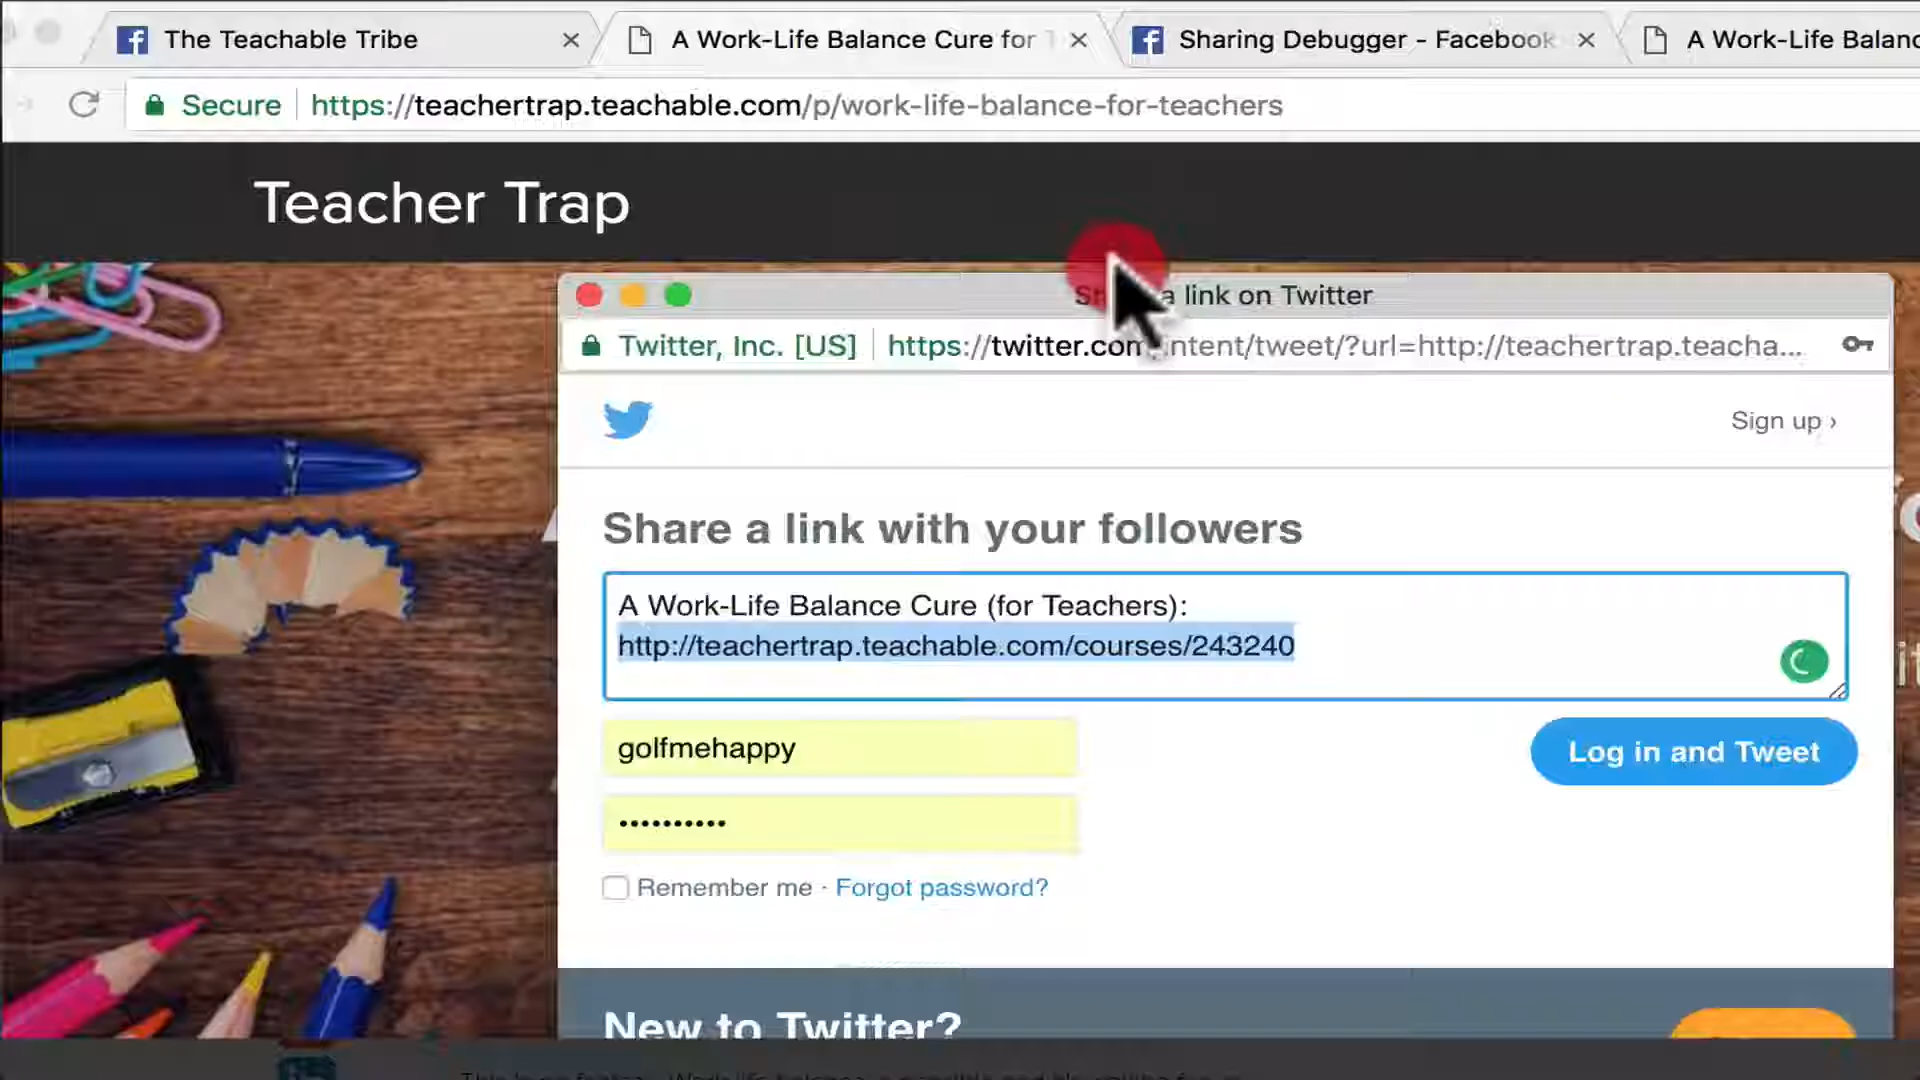 The Teachable Tribe
A Work-Life Balance Cure for
Sharing Debugger - Facebook
A Work-Life
Secure
https://teachertrap.teachable.com/p/work-life-balance-for-teachers
Teacher Trap
a link on Twitter
Twitter, Inc. [US]
https://twitter.com intent/tweet/?url=http://teachertrap.teacha...
Sign up ›
Share a link with your followers
A Work-Life Balance Cure (for Teachers):
http://teachertrap.teachable.com/courses/243240
golfmehappy
••••••••••
Log in and Tweet
Remember me · Forgot password?
New to Twitter?